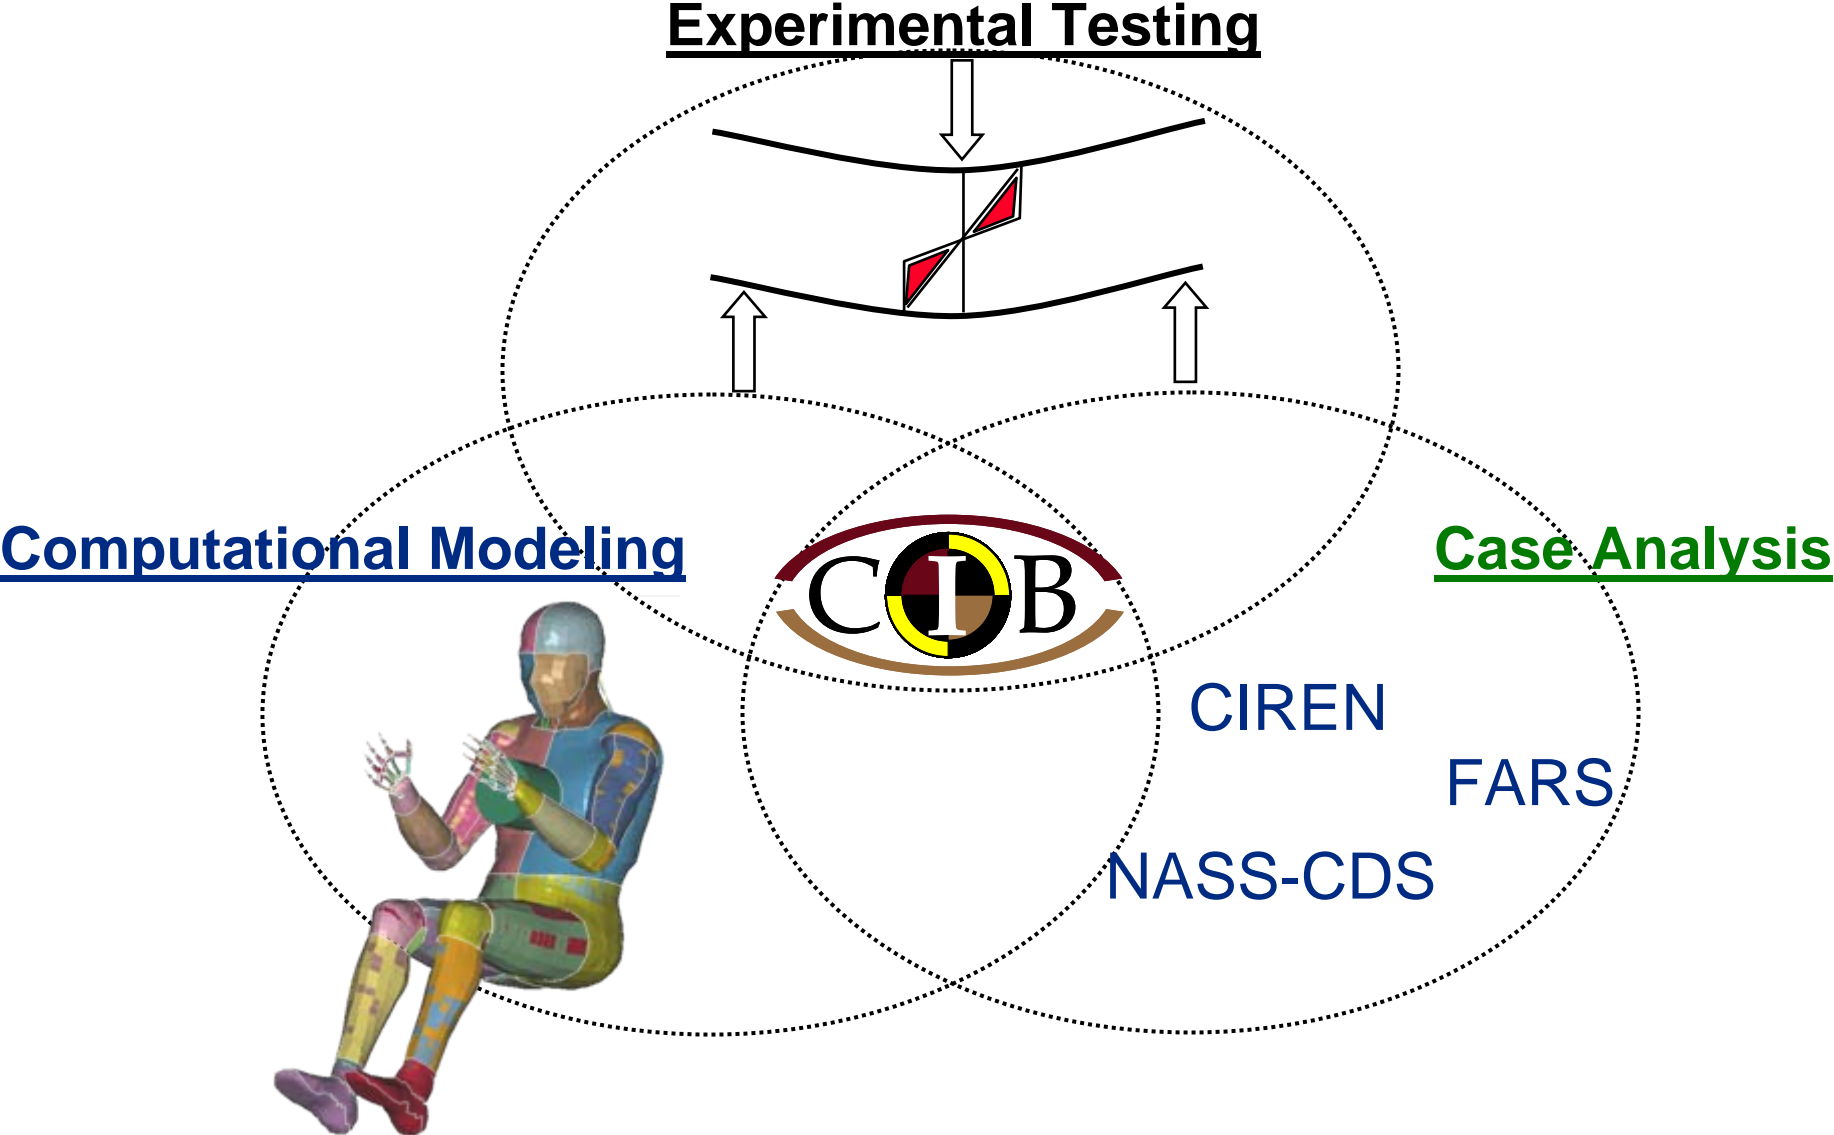 Experimental Testing
Computational Modeling
Case Analysis
CIB
CIREN
FARS
NASS-CDS